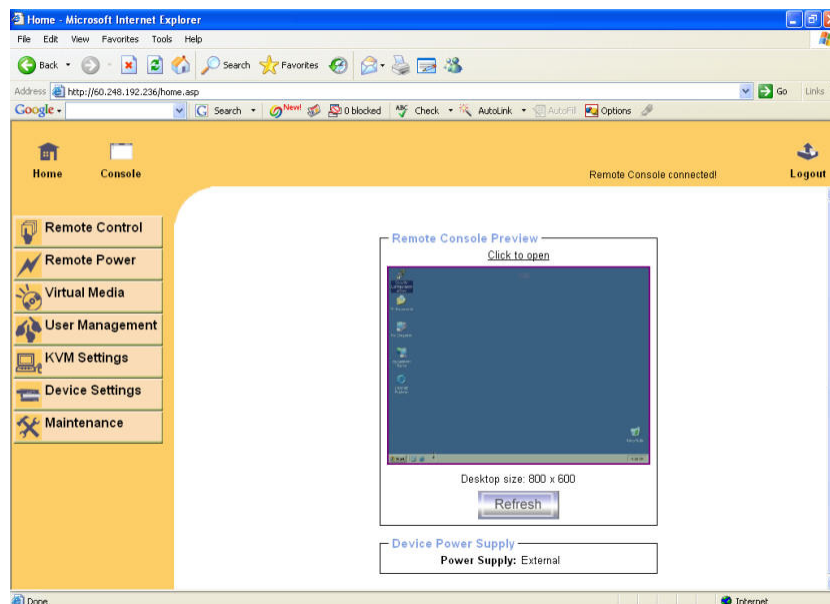 Home - Microsoft Internet Explorer
File Edit View Favorites Tools Help
Back Search Favorites
Address http://60.248.192.236/home.asp Go Links
Google Search New! 0 blocked ABC Check AutoLink AutoFill Options
Home Console Remote Console connected! Logout
Remote Control
Remote Power
Virtual Media
User Management
KVM Settings
Device Settings
Maintenance
Remote Console Preview
Click to open
Desktop size: 800 x 600
Refresh
Device Power Supply
Power Supply: External
Done Internet